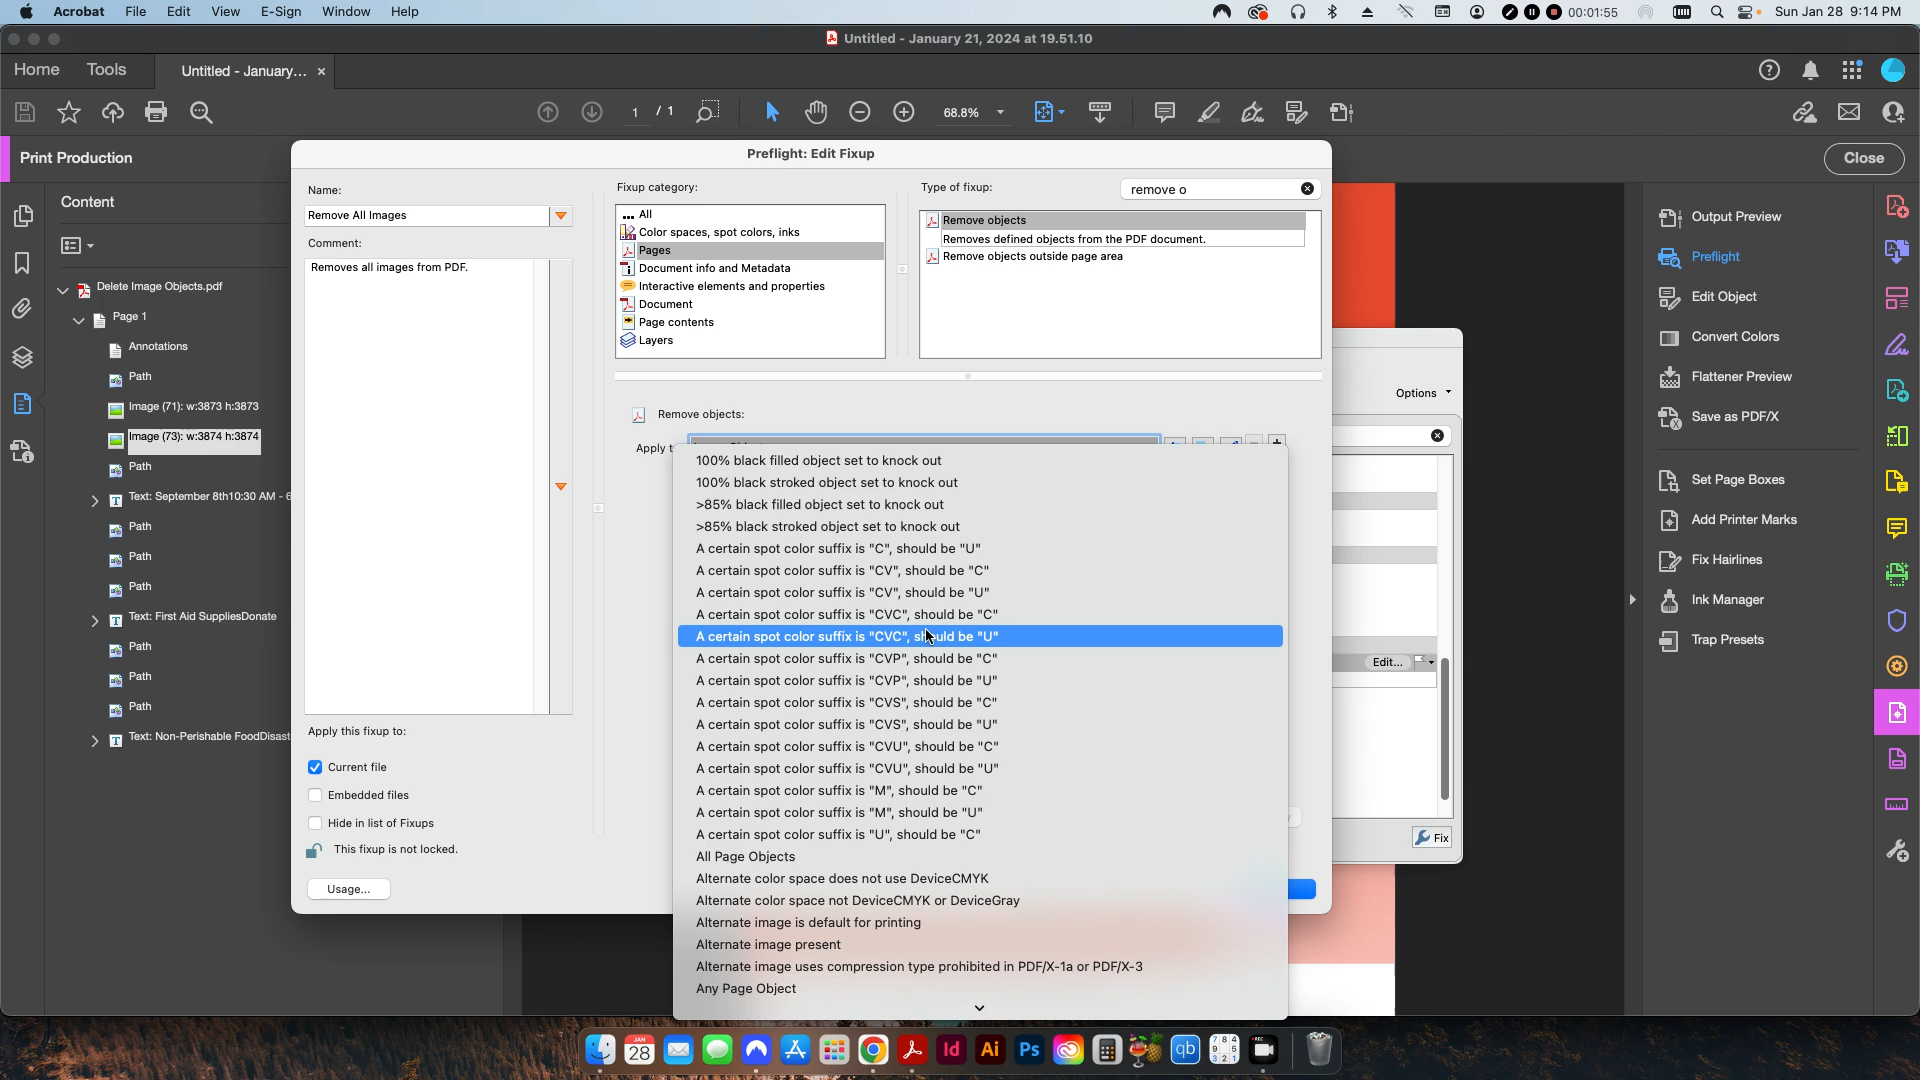 Acrobat File Edit View E-Sign Window Help
00:01:55
Sun Jan 28 9:14 PM
Untitled - January 21, 2024 at 19.51.10
Home Tools
Untitled - January... ×
1 / 1
68.8%
Print Production
Close
Content
Delete Image Objects.pdf
Page 1
Annotations
Path
Image (71): w:3873 h:3873
Image (73): w:3874 h:3874
Path
Text: September 8th10:30 AM - 6
Path
Path
Path
Text: First Aid SuppliesDonate
Path
Path
Path
Text: Non-Perishable FoodDisast
Preflight: Edit Fixup
Name:
Remove All Images
Comment:
Removes all images from PDF.
Apply this fixup to:
Current file
Embedded files
Hide in list of Fixups
This fixup is not locked.
Usage...
Fixup category:
All
Color spaces, spot colors, inks
Pages
Document info and Metadata
Interactive elements and properties
Document
Page contents
Layers
Type of fixup:
remove o
Remove objects
Removes defined objects from the PDF document.
Remove objects outside page area
Remove objects:
Apply t
100% black filled object set to knock out
100% black stroked object set to knock out
>85% black filled object set to knock out
>85% black stroked object set to knock out
A certain spot color suffix is "C", should be "U"
A certain spot color suffix is "CV", should be "C"
A certain spot color suffix is "CV", should be "U"
A certain spot color suffix is "CVC", should be "C"
A certain spot color suffix is "CVC", should be "U"
A certain spot color suffix is "CVP", should be "C"
A certain spot color suffix is "CVP", should be "U"
A certain spot color suffix is "CVS", should be "C"
A certain spot color suffix is "CVS", should be "U"
A certain spot color suffix is "CVU", should be "C"
A certain spot color suffix is "CVU", should be "U"
A certain spot color suffix is "M", should be "C"
A certain spot color suffix is "M", should be "U"
A certain spot color suffix is "U", should be "C"
All Page Objects
Alternate color space does not use DeviceCMYK
Alternate color space not DeviceCMYK or DeviceGray
Alternate image is default for printing
Alternate image present
Alternate image uses compression type prohibited in PDF/X-1a or PDF/X-3
Any Page Object
Options
Edit...
Fix
Output Preview
Preflight
Edit Object
Convert Colors
Flattener Preview
Save as PDF/X
Set Page Boxes
Add Printer Marks
Fix Hairlines
Ink Manager
Trap Presets
JAN
28
Id
Ai
Ps
qb